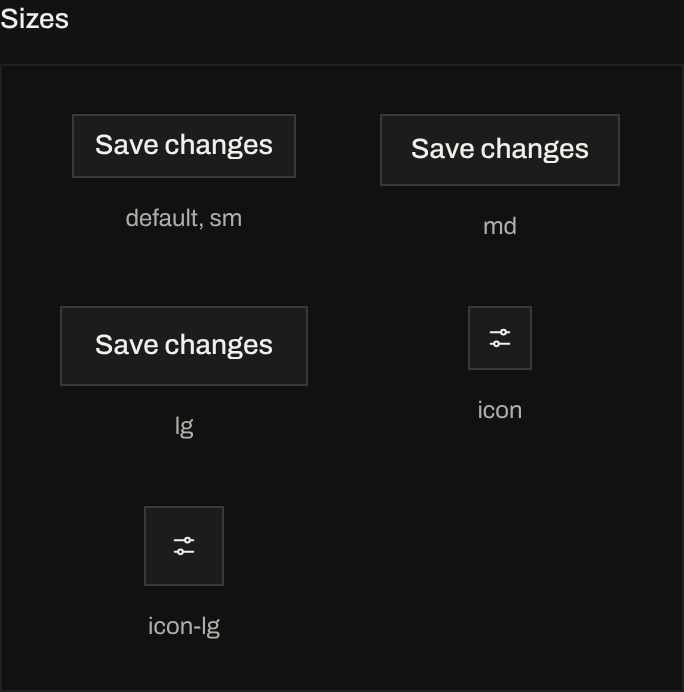 Sizes
Save changes
Save changes
default, sm
md
Save changes
lg
icon
icon-lg